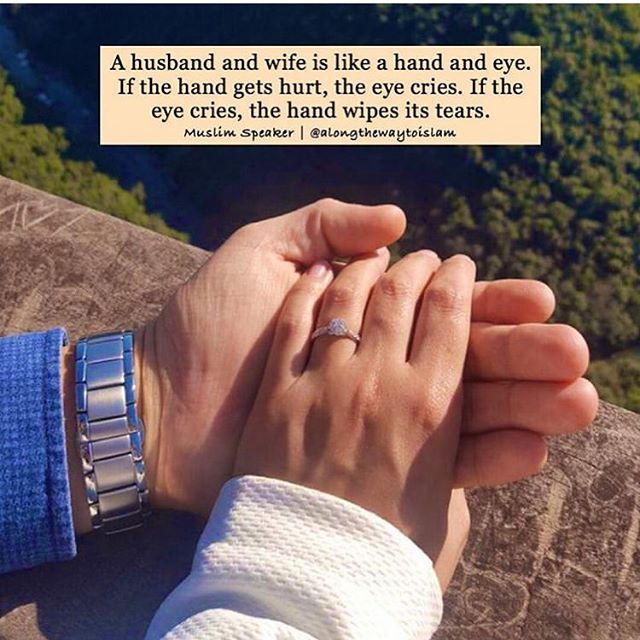 A husband and wife is like a hand and eye.
If the hand gets hurt, the eye cries. If the
eye cries, the hand wipes its tears.
Muslim Speaker | @alongthewaytoislam